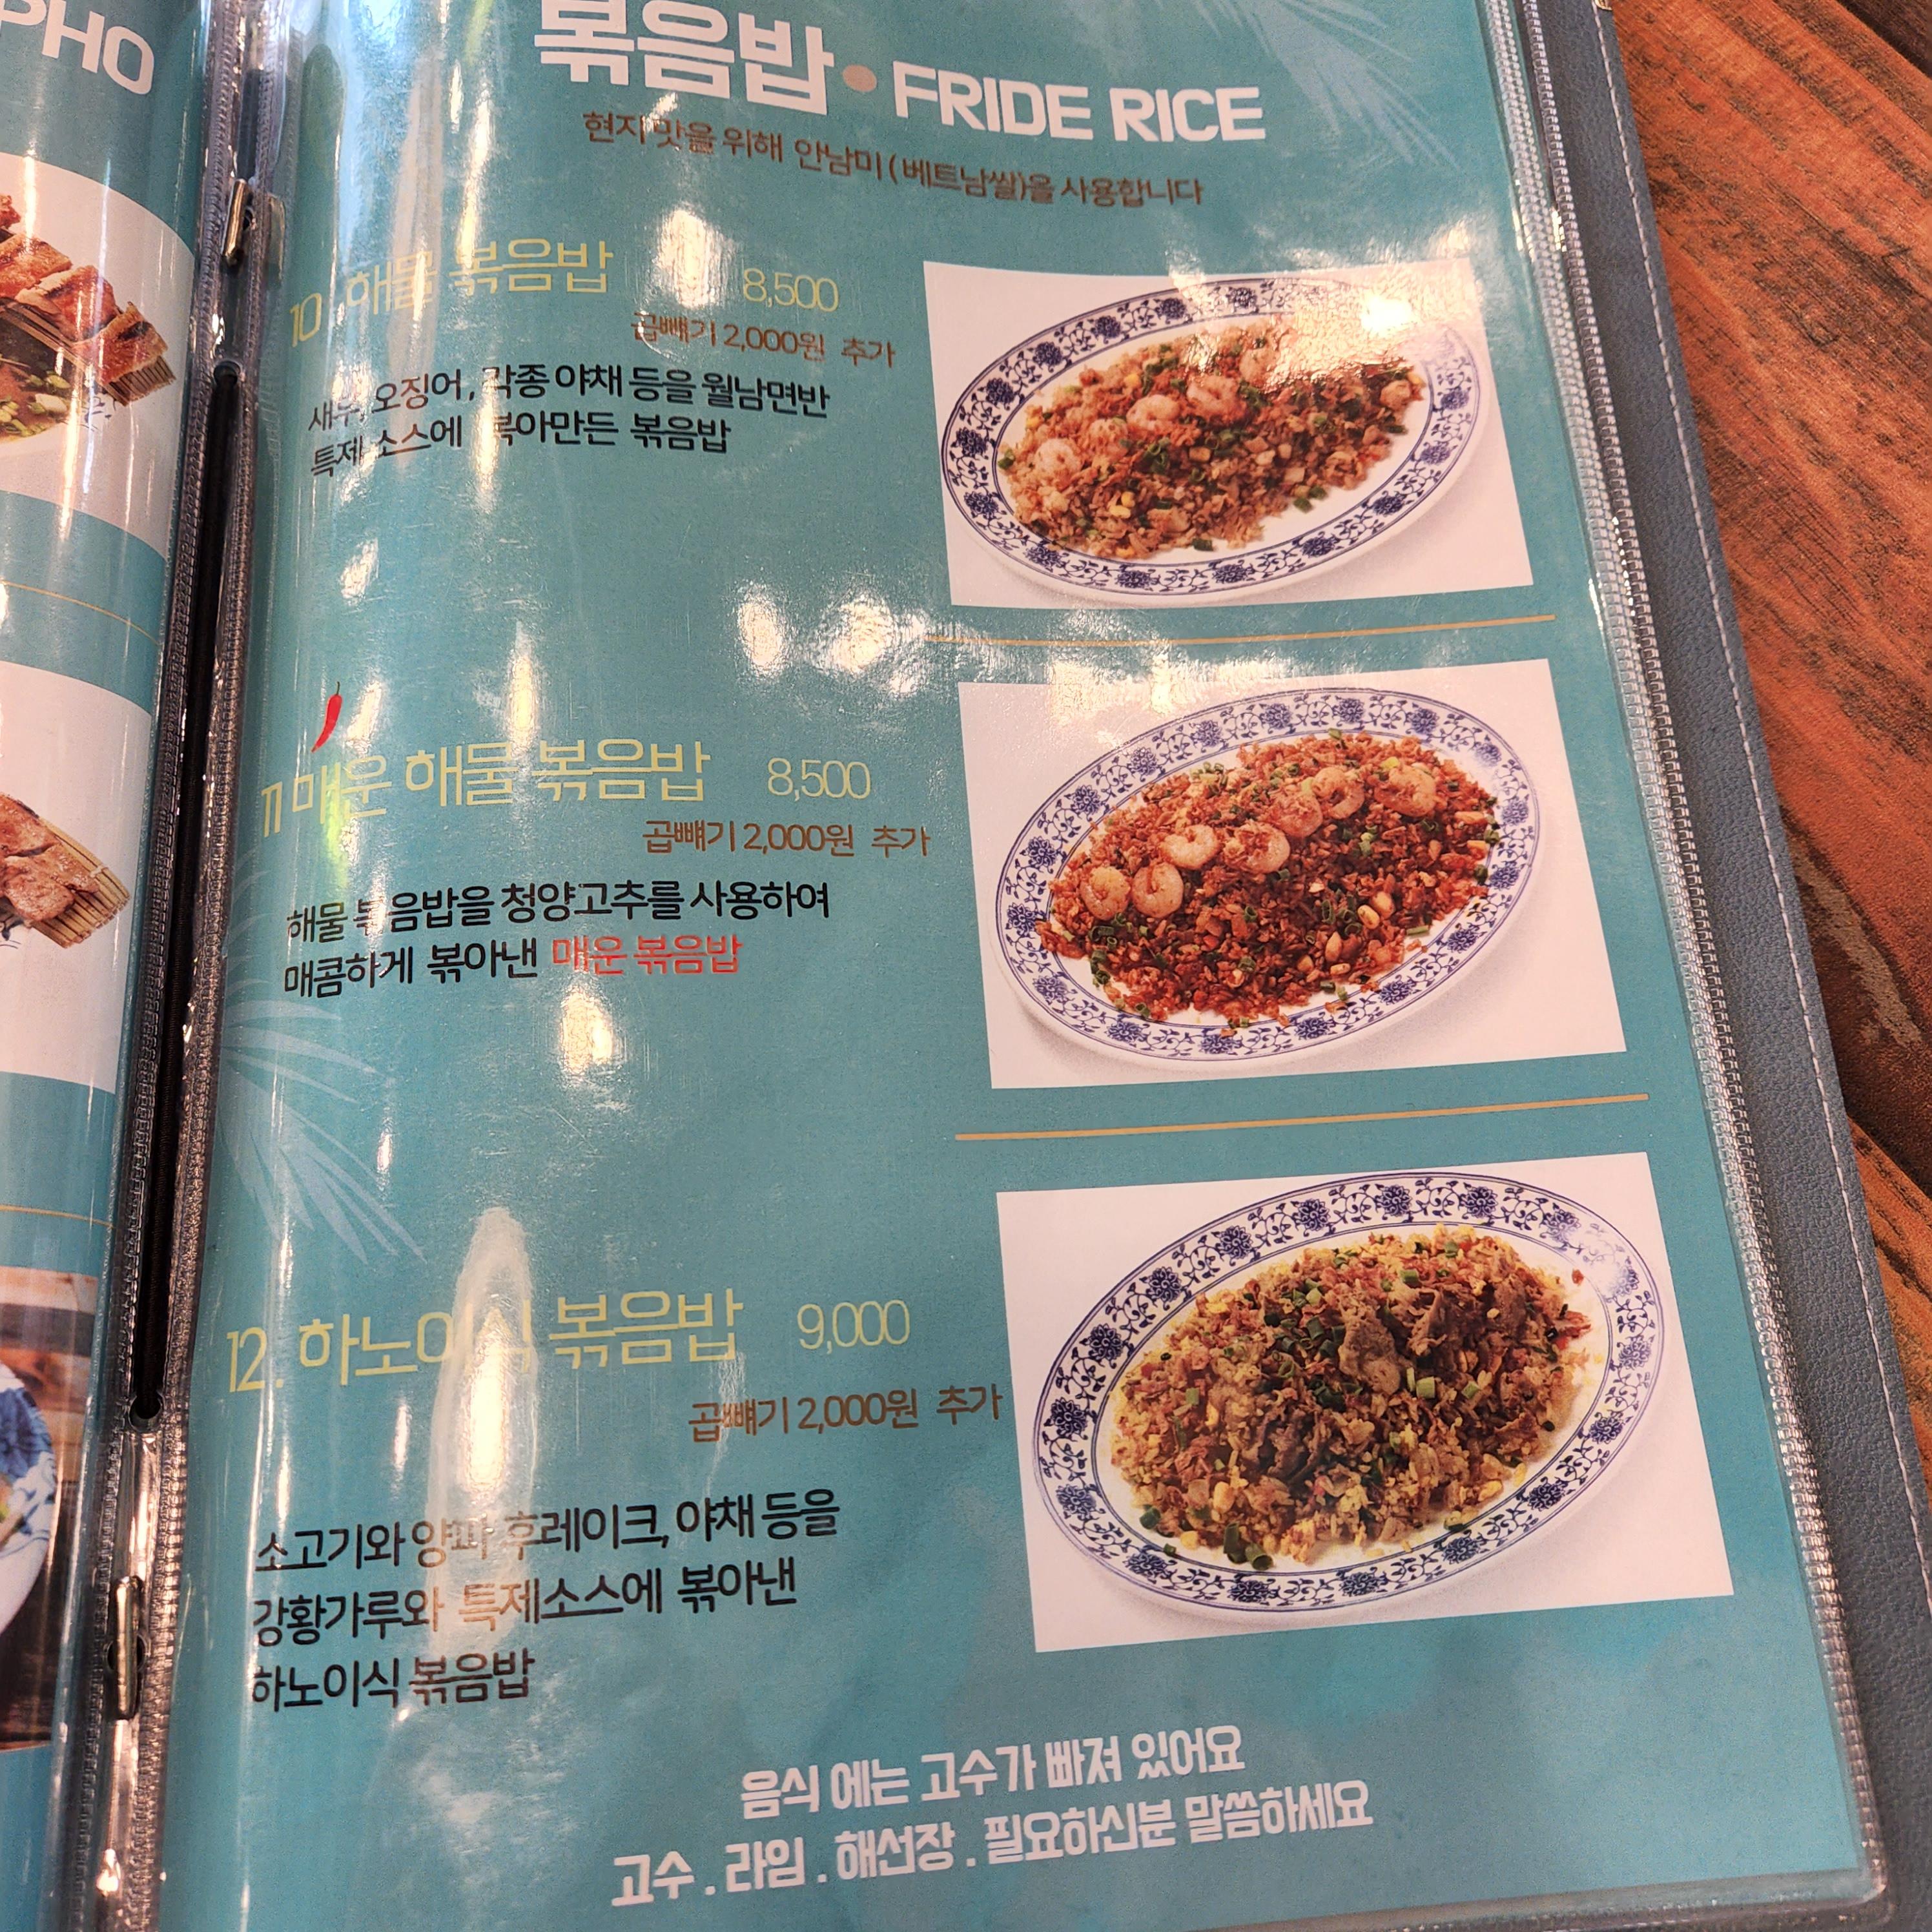 PHO
볶음밥 • FRIDE RICE
현지 맛을 위해 안남미 (베트남쌀)을 사용합니다
10. 해물 볶음밥 8,500
곱빼기 2,000원 추가
새우, 오징어, 각종 야채 등을 월남면반
특제 소스에 볶아만든 볶음밥
11 매운 해물 볶음밥 8,500
곱빼기 2,000원 추가
해물 볶음밥을 청양고추를 사용하여
매콤하게 볶아낸 매운 볶음밥
12. 하노이식 볶음밥 9,000
곱빼기 2,000원 추가
소고기와 양파 후레이크, 야채 등을
강황가루와 특제소스에 볶아낸
하노이식 볶음밥
음식 에는 고수가 빠져 있어요
고수 . 라임 . 해선장 . 필요하신분 말씀하세요